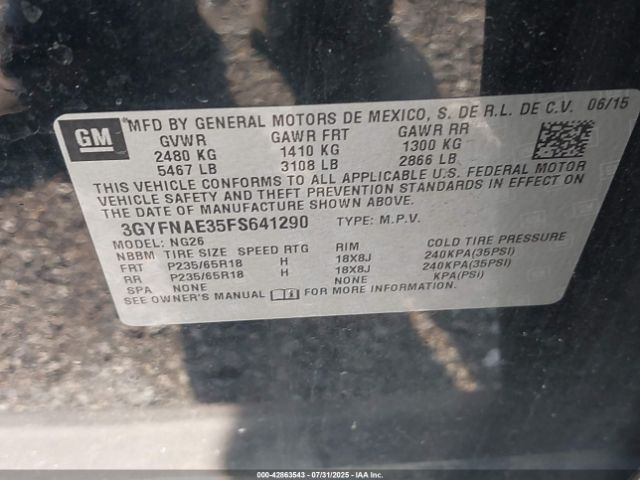 GM
MFD BY GENERAL MOTORS DE MEXICO, S. DE R.L. DE C.V. 06/15
GVWR GAWR FRT GAWR RR
2480 KG 1410 KG 1300 KG
5467 LB 3108 LB 2866 LB
THIS VEHICLE CONFORMS TO ALL APPLICABLE U.S. FEDERAL MOTOR
VEHICLE SAFETY AND THEFT PREVENTION STANDARDS IN EFFECT ON
THE DATE OF MANUFACTURE SHOWN ABOVE.
3GYFNAE35FS641290 TYPE: M.P.V.
MODEL: NG26
NBBM TIRE SIZE SPEED RTG RIM COLD TIRE PRESSURE
FRT P235/65R18 H 18X8J 240KPA(35PSI)
RR P235/65R18 H 18X8J 240KPA(35PSI)
SPA NONE NONE KPA(PSI)
SEE OWNER'S MANUAL FOR MORE INFORMATION.
000-42863543 | 07/31/2025 - IAAI.COM